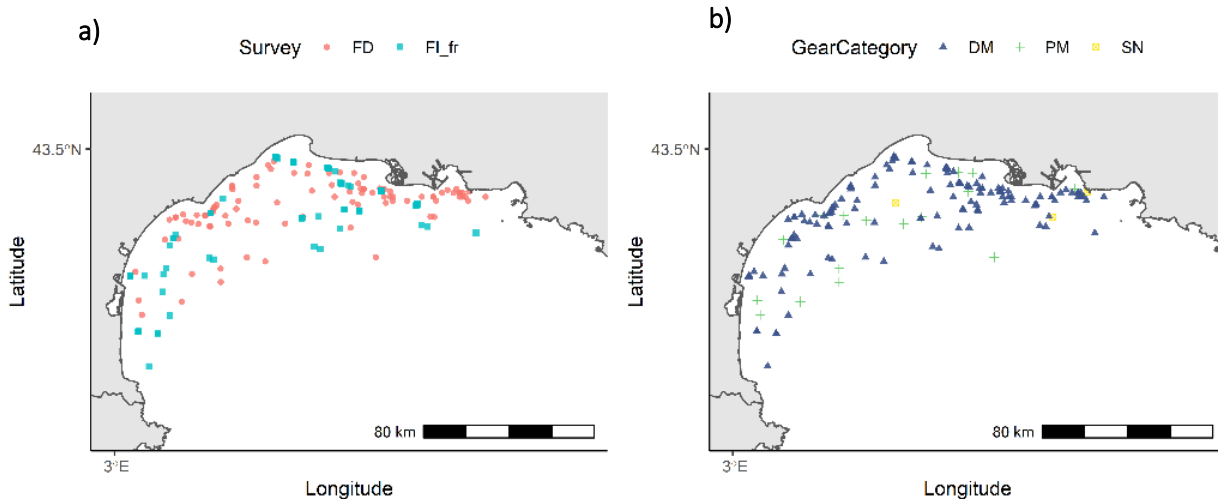 a)
Survey FD FI_fr
43.5°N
Latitude
80 km
3°E
Longitude
b)
GearCategory DM PM SN
43.5°N
Latitude
80 km
3°E
Longitude